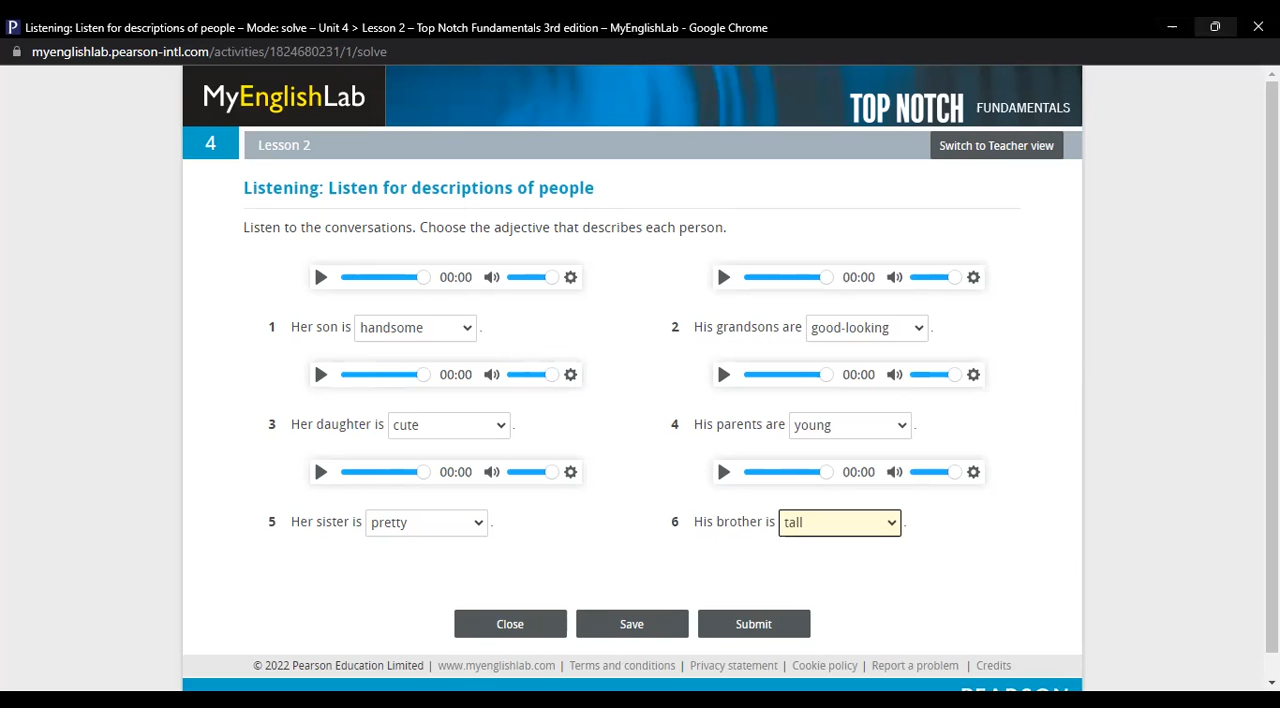 Listening: Listen for descriptions of people – Mode: solve – Unit 4 > Lesson 2 – Top Notch Fundamentals 3rd edition – MyEnglishLab - Google Chrome
myenglishlab.pearson-intl.com/activities/1824680231/1/solve
MyEnglishLab TOP NOTCH FUNDAMENTALS
4 Lesson 2 Switch to Teacher view
Listening: Listen for descriptions of people
Listen to the conversations. Choose the adjective that describes each person.
00:00 00:00
1 Her son is handsome . 2 His grandsons are good-looking .
00:00 00:00
3 Her daughter is cute . 4 His parents are young .
00:00 00:00
5 Her sister is pretty . 6 His brother is tall .
Close Save Submit
© 2022 Pearson Education Limited | www.myenglishlab.com | Terms and conditions | Privacy statement | Cookie policy | Report a problem | Credits
PEARSON